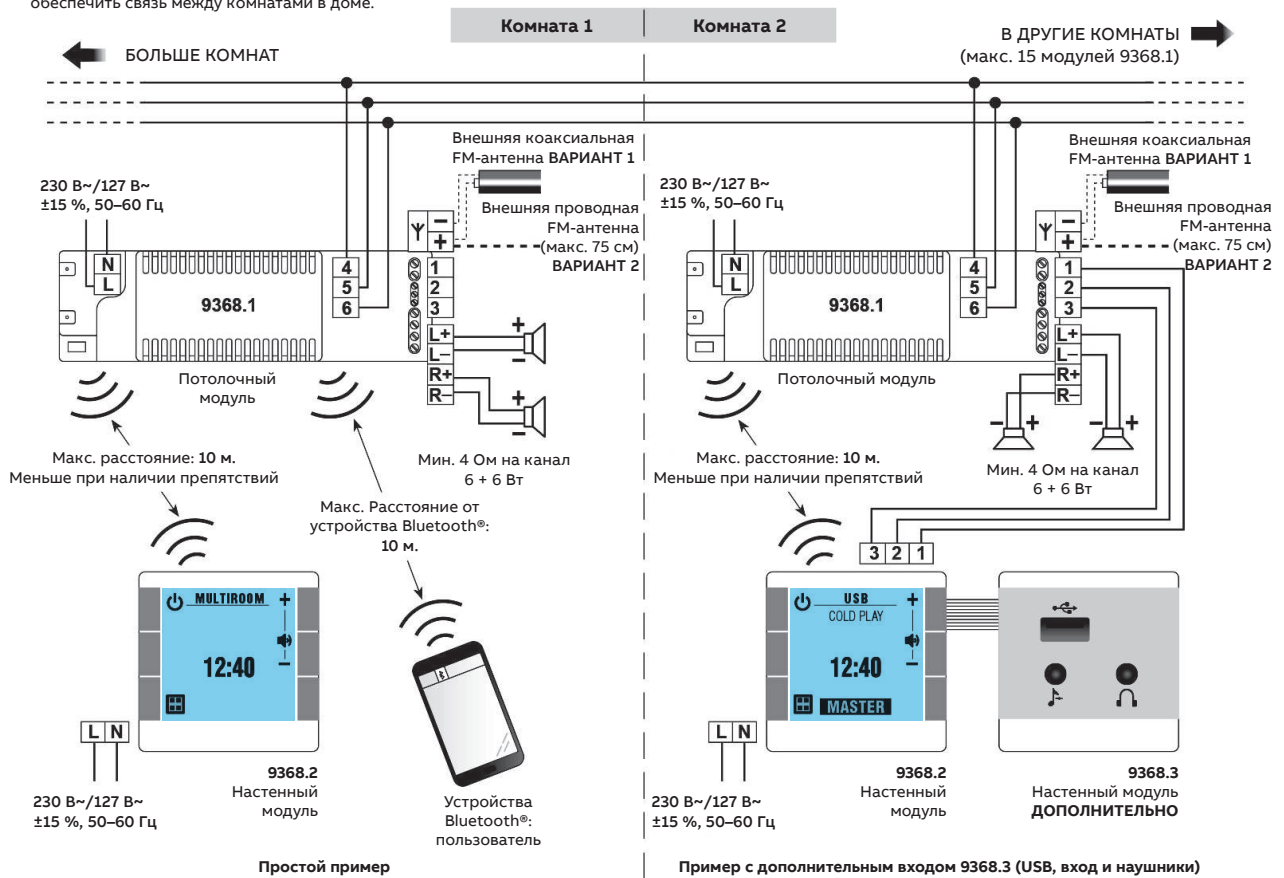 обеспечить связь между комнатами в доме.
Комната 1
Комната 2
БОЛЬШЕ КОМНАТ
В ДРУГИЕ КОМНАТЫ
(макс. 15 модулей 9368.1)
Внешняя коаксиальная
FM-антенна ВАРИАНТ 1
230 В~/127 В~
±15 %, 50–60 Гц
Внешняя проводная
FM-антенна
(макс. 75 см)
ВАРИАНТ 2
–
+
N
L
9368.1
4
5
6
1
2
3
L+
L–
R+
R–
+
–
+
–
Потолочный
модуль
Макс. расстояние: 10 м.
Меньше при наличии препятствий
Мин. 4 Ом на канал
6 + 6 Вт
Макс. Расстояние от
устройства Bluetooth®:
10 м.
MULTIROOM
+
–
12:40
L N
230 В~/127 В~
±15 %, 50–60 Гц
9368.2
Настенный
модуль
Устройства
Bluetooth®:
пользователь
Простой пример
Внешняя коаксиальная
FM-антенна ВАРИАНТ 1
230 В~/127 В~
±15 %, 50–60 Гц
Внешняя проводная
FM-антенна
(макс. 75 см)
ВАРИАНТ 2
–
+
N
L
9368.1
4
5
6
1
2
3
L+
L–
R+
R–
Потолочный модуль
– + – +
Макс. расстояние: 10 м.
Меньше при наличии препятствий
Мин. 4 Ом на канал
6 + 6 Вт
3 2 1
USB
COLD PLAY
+
–
12:40
MASTER
L N
230 В~/127 В~
±15 %, 50–60 Гц
9368.2
Настенный
модуль
9368.3
Настенный модуль
ДОПОЛНИТЕЛЬНО
Пример с дополнительным входом 9368.3 (USB, вход и наушники)